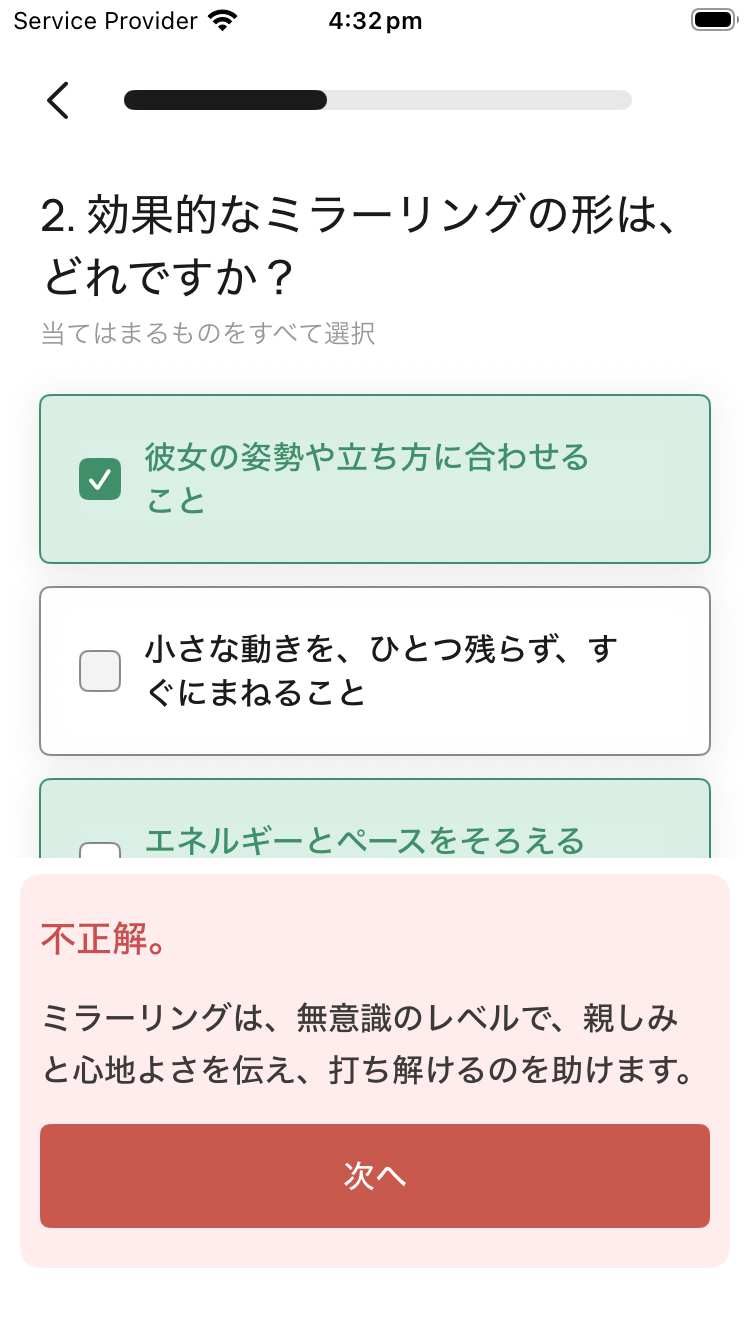 Service Provider 4:32pm
2. 効果的なミラーリングの形は、
どれですか？
当てはまるものをすべて選択
彼女の姿勢や立ち方に合わせる
こと
小さな動きを、ひとつ残らず、す
ぐにまねること
エネルギーとペースをそろえる
不正解。
ミラーリングは、無意識のレベルで、親しみ
と心地よさを伝え、打ち解けるのを助けます。
次へ